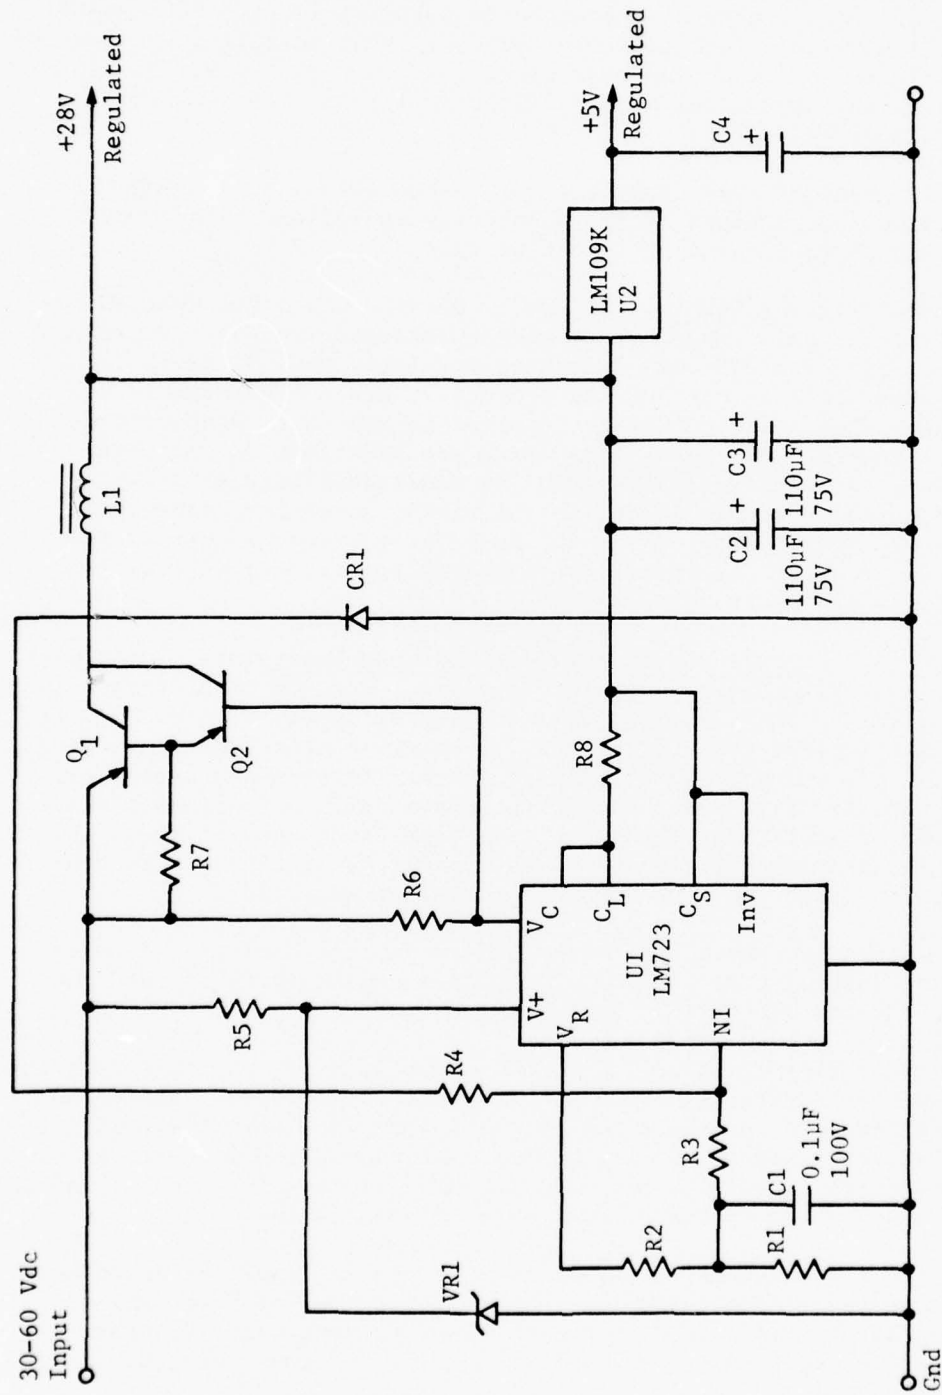 30-60 Vdc
Input
+28V
Regulated
Q1
L1
R7
Q2
CR1
R5
R6
R4
V+
VC
VR
UI
LM723
CL
CS
Inv
NI
R8
LM109K
U2
+5V
Regulated
VR1
R2
R3
R1
C1
0.1µF
100V
C2
+
110µF
75V
C3
+
110µF
75V
C4
+
Gnd